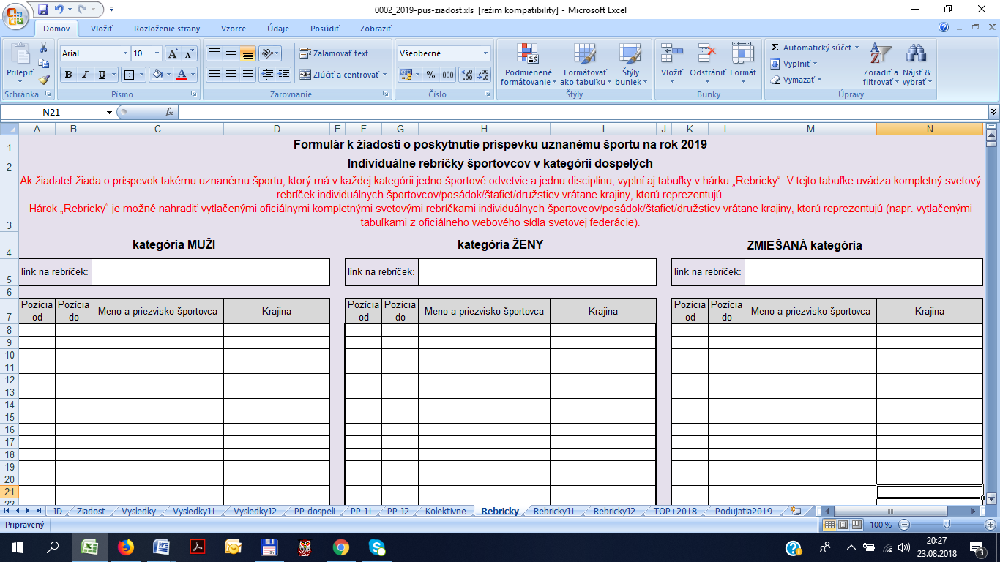 0002_2019-pus-ziadost.xls [režim kompatibility] - Microsoft Excel
Domov Vložiť Rozloženie strany Vzorce Údaje Posúdiť Zobraziť
Prilepiť
Schránka
Arial 10
B I U
Písmo
Zalamovať text
Zlúčiť a centrovať
Zarovnanie
Všeobecné
% 000
Číslo
Podmienené formátovanie
Formátovať ako tabuľku
Štýly buniek
Štýly
Vložiť Odstrániť Formát
Bunky
Σ Automatický súčet
Vyplniť
Vymazať
Zoradiť a filtrovať
Nájsť & vybrať
Úpravy
N21 fx
A B C D E F G H I J K L M N
1 Formulár k žiadosti o poskytnutie príspevku uznanému športu na rok 2019
2 Individuálne rebríčky športovcov v kategórii dospelých
Ak žiadateľ žiada o príspevok takému uznanému športu, ktorý má v každej kategórii jedno športové odvetvie a jednu disciplínu, vyplní aj tabuľky v hárku „Rebricky“. V tejto tabuľke uvádza kompletný svetový
rebríček individuálnych športovcov/posádok/štafiet/družstiev vrátane krajiny, ktorú reprezentujú.
Hárok „Rebricky“ je možné nahradiť vytlačenými oficiálnymi kompletnými svetovými rebríčkami individuálnych športovcov/posádok/štafiet/družstiev vrátane krajiny, ktorú reprezentujú (napr. vytlačenými
3 tabuľkami z oficiálneho webového sídla svetovej federácie).
4 kategória MUŽI kategória ŽENY ZMIEŠANÁ kategória
5 link na rebríček: link na rebríček: link na rebríček:
6
7 Pozícia od Pozícia do Meno a priezvisko športovca Krajina Pozícia od Pozícia do Meno a priezvisko športovca Krajina Pozícia od Pozícia do Meno a priezvisko športovca Krajina
8
9
10
11
12
13
14
15
16
17
18
19
20
21
22
ID Ziadost Vysledky VysledkyJ1 VysledkyJ2 PP dospeli PP J1 PP J2 Kolektivne Rebricky RebrickyJ1 RebrickyJ2 TOP+2018 Podujatia2019
Pripravený 100 %
20:27
23.08.2018
3